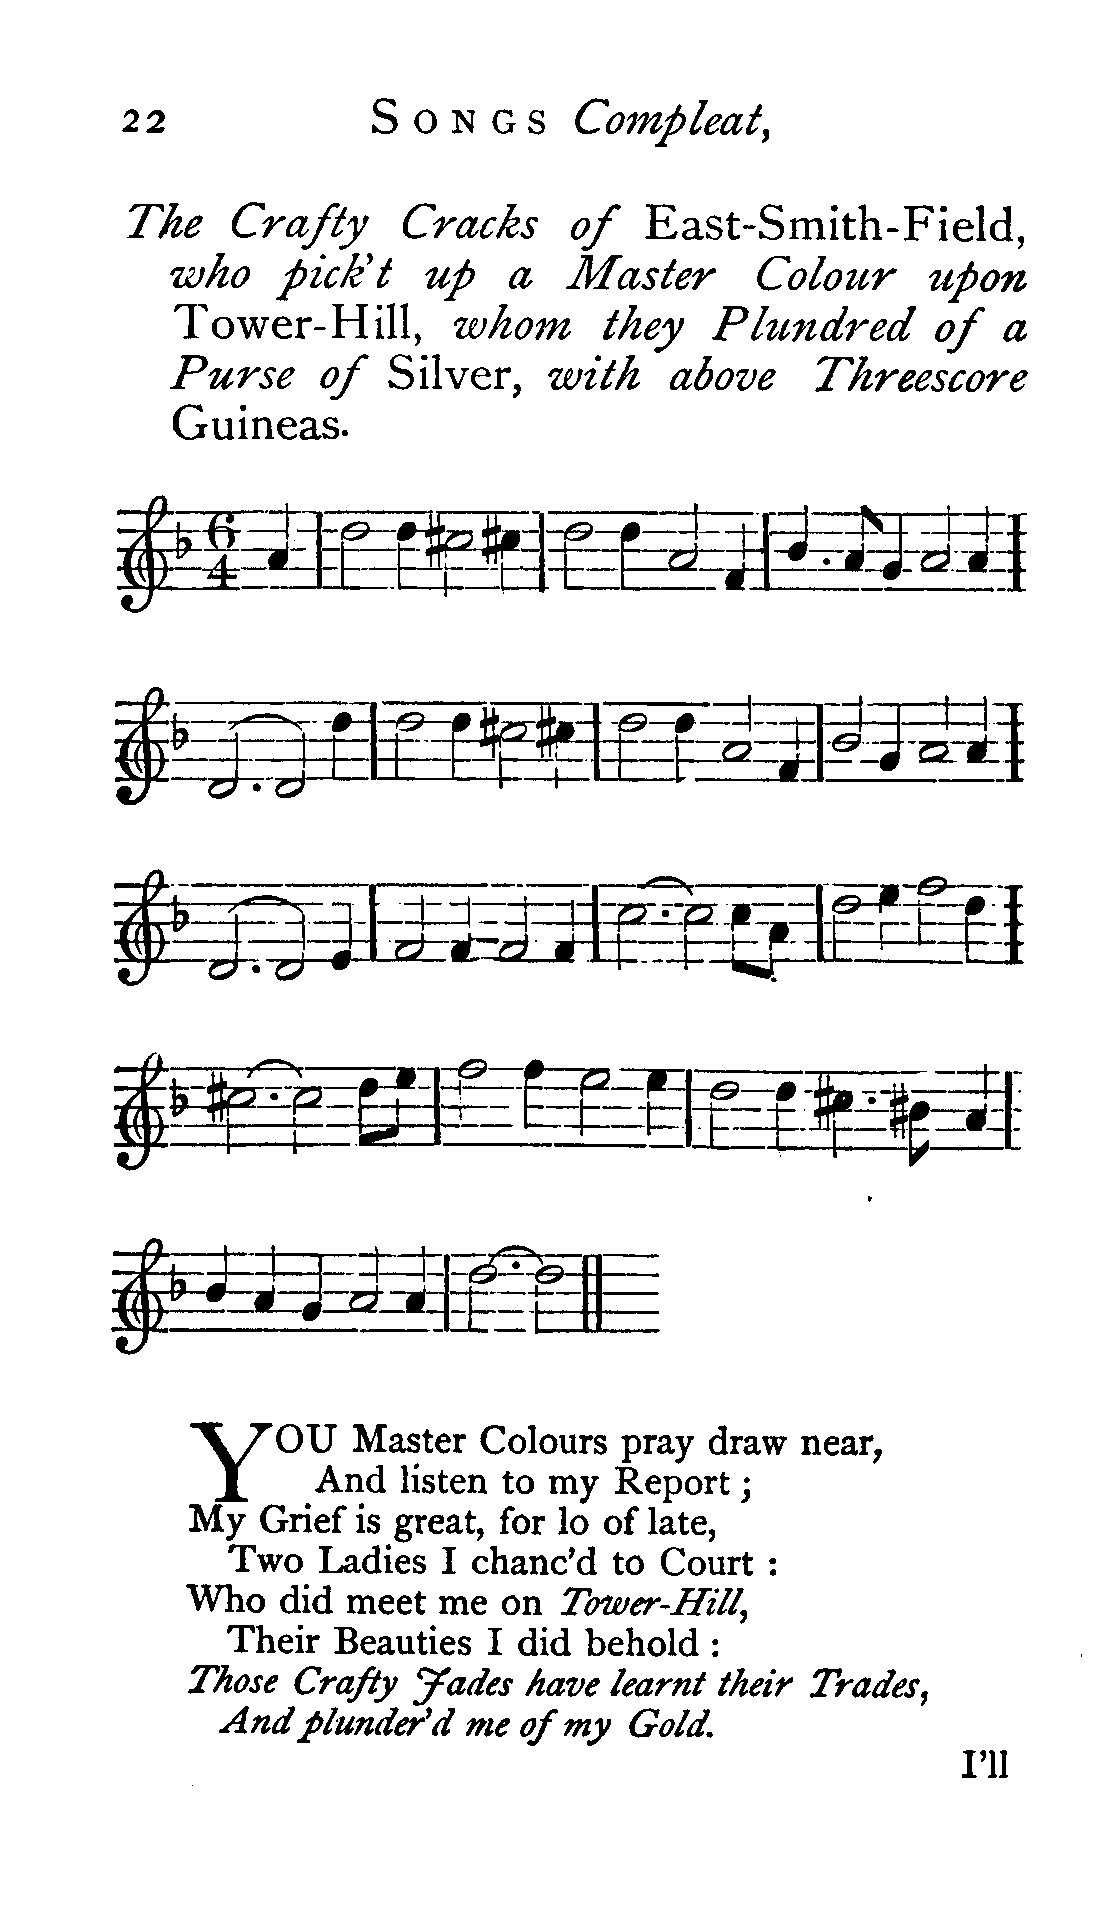 22 SONGS Compleat,
The Crafty Cracks of East-Smith-Field,
who pick't up a Master Colour upon
Tower-Hill, whom they Plundred of a
Purse of Silver, with above Threescore
Guineas.
6
4
YOU Master Colours pray draw near,
And listen to my Report ;
My Grief is great, for lo of late,
Two Ladies I chanc'd to Court :
Who did meet me on Tower-Hill,
Their Beauties I did behold :
Those Crafty Jades have learnt their Trades,
And plunder'd me of my Gold.
I'll